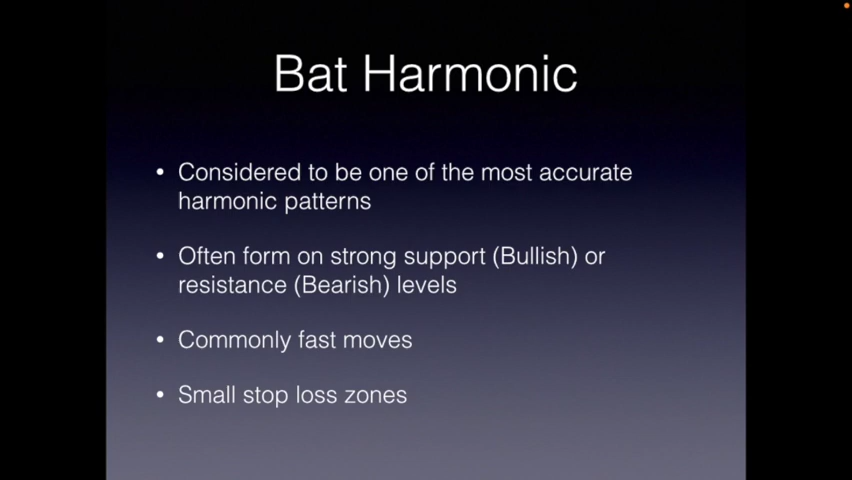 Bat Harmonic
• Considered to be one of the most accurate
harmonic patterns
• Often form on strong support (Bullish) or
resistance (Bearish) levels
• Commonly fast moves
• Small stop loss zones